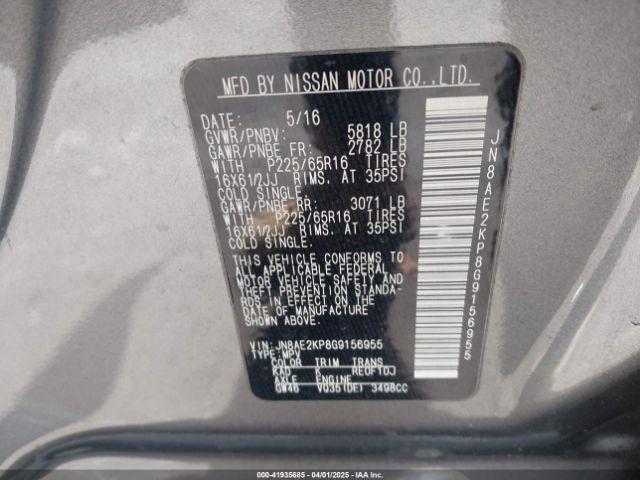 MFD BY NISSAN MOTOR CO.,LTD.
DATE: 5/16
GVWR/PNBV: 5818 LB
GAWR/PNBE FR: 2782 LB
WITH P225/65R16 TIRES
16X61/2JJ RIMS, AT 35PSI
COLD SINGLE.
GAWR/PNBE RR: 3071 LB
WITH P225/65R16 TIRES
16X61/2JJ RIMS, AT 35PSI
COLD SINGLE.
THIS VEHICLE CONFORMS TO
ALL APPLICABLE FEDERAL
MOTOR VEHICLE SAFETY AND
THEFT PREVENTION STANDA-
RDS IN EFFECT ON THE
DATE OF MANUFACTURE
SHOWN ABOVE.
VIN: JN8AE2KP8G9156955
TYPE:MPV
COLOR TRIM TRANS
KAD K RE0F10J
AXLE ENGINE
GW46 VQ35(DE) 3498CC
JN8AE2KP8G9156955
000-41935685 - 04/01/2025 - COPYRIGHT IAA, LLC